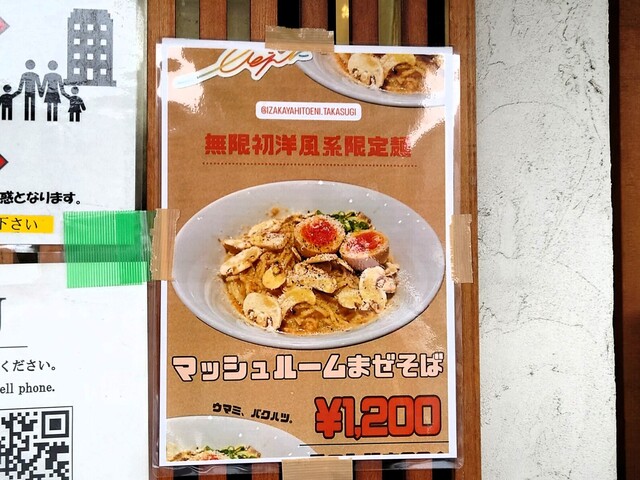 @IZAKAYAHITOENI.TAKASUGI
無限初洋風系限定麺
マッシュルームまぜそば
ウマミ、バクハツ。
¥1,200
惑となります。
下さい
ください。
ell phone.